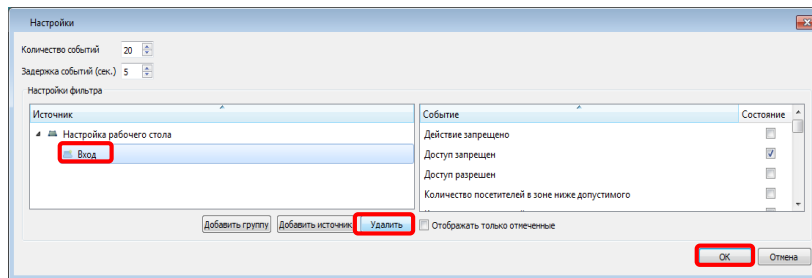 Настройки
Количество событий 20
Задержка событий (сек.) 5
Настройки фильтра
Источник
Событие Состояние
Настройка рабочего стола
Вход
Действие запрещено
Доступ запрещен
Доступ разрешен
Количество посетителей в зоне ниже допустимого
Добавить группу Добавить источник Удалить
Отображать только отмеченные
OK Отмена